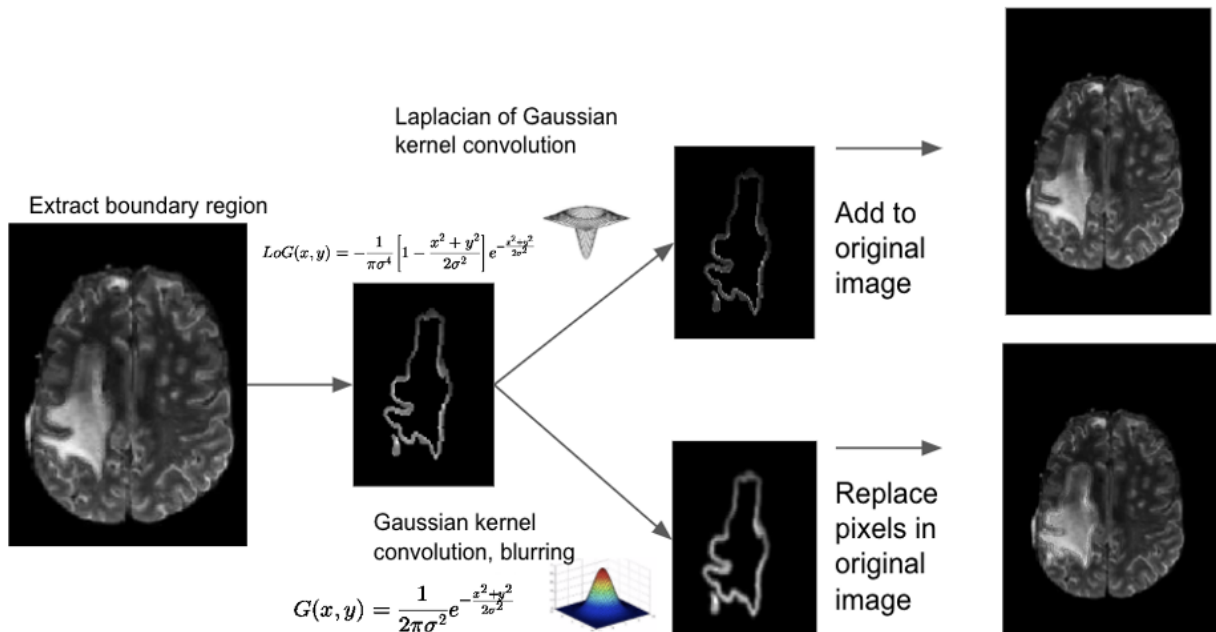 Laplacian of Gaussian
kernel convolution
Extract boundary region
LoG(x, y) = -\frac{1}{\pi\sigma^4} \left[1 - \frac{x^2 + y^2}{2\sigma^2}\right] e^{-\frac{x^2+y^2}{2\sigma^2}}
Add to
original
image
Gaussian kernel
convolution, blurring
G(x, y) = \frac{1}{2\pi\sigma^2} e^{-\frac{x^2+y^2}{2\sigma^2}}
Replace
pixels in
original
image